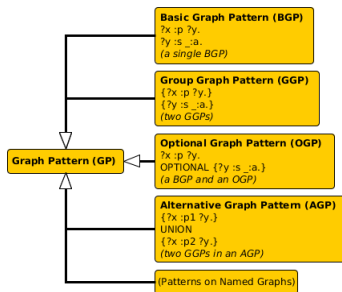 Basic Graph Pattern (BGP)
?x :p ?y.
?y :s _:a.
(a single BGP)
Group Graph Pattern (GGP)
{?x :p ?y.}
{?y :s _:a.}
(two GGPs)
Graph Pattern (GP)
Optional Graph Pattern (OGP)
?x :p ?y.
OPTIONAL {?y :s _:a.}
(a BGP and an OGP)
Alternative Graph Pattern (AGP)
{?x :p1 ?y.}
UNION
{?x :p2 ?y.}
(two GGPs in an AGP)
(Patterns on Named Graphs)